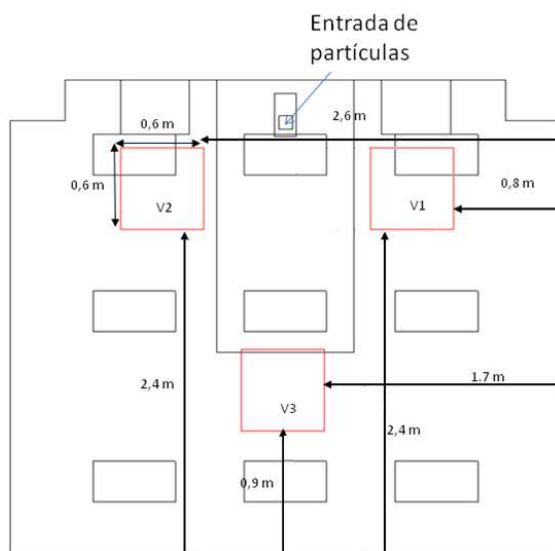 Entrada de
partículas
0,6 m
2,6 m
0,6 m
0,8 m
V2
V1
2,4 m
1.7 m
V3
2,4 m
0,9 m